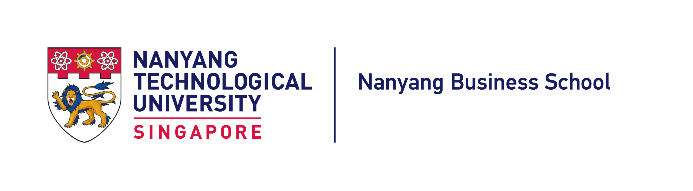 NANYANG
TECHNOLOGICAL
UNIVERSITY
SINGAPORE
Nanyang Business School